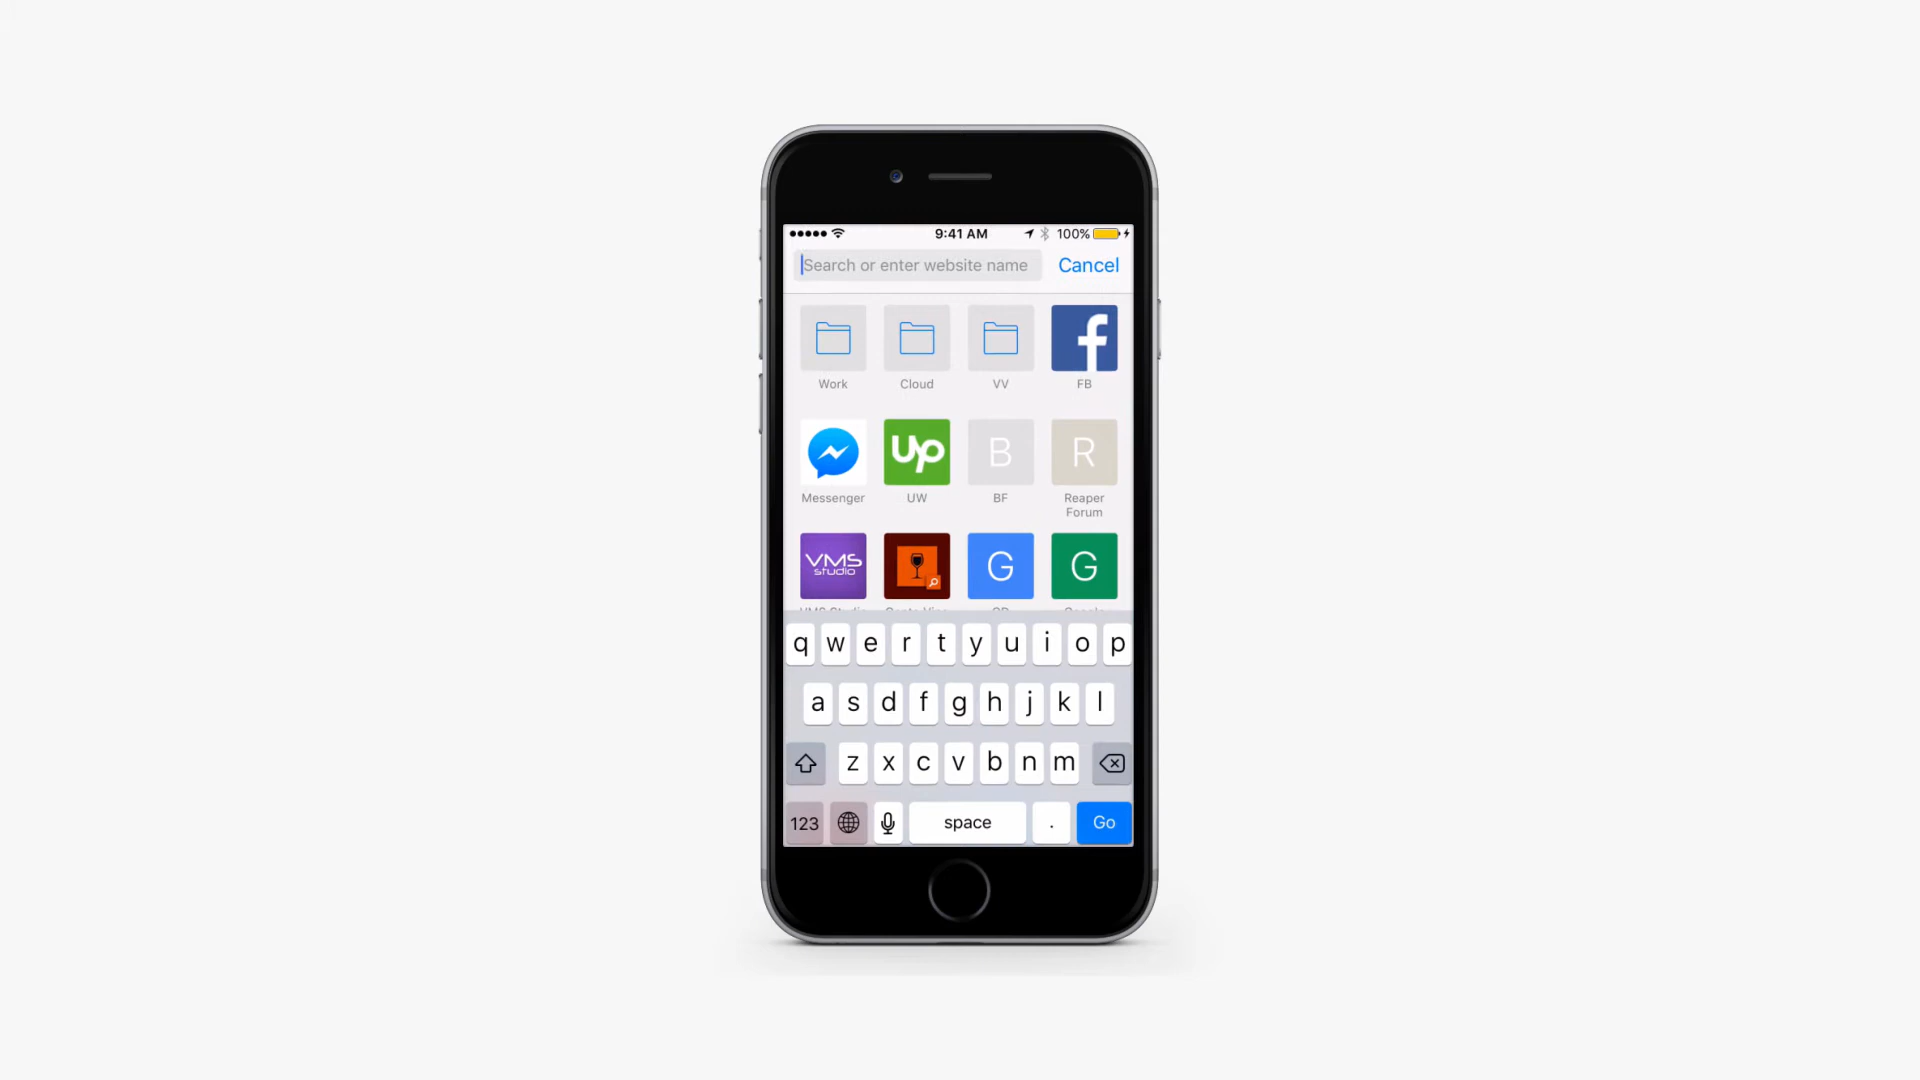 9:41 AM 100%
Search or enter website name Cancel
Work Cloud VV FB
Up B R
Messenger UW BF Reaper
Forum
VMS
studio
G G
q w e r t y u i o p
a s d f g h j k l
z x c v b n m
123 space . Go